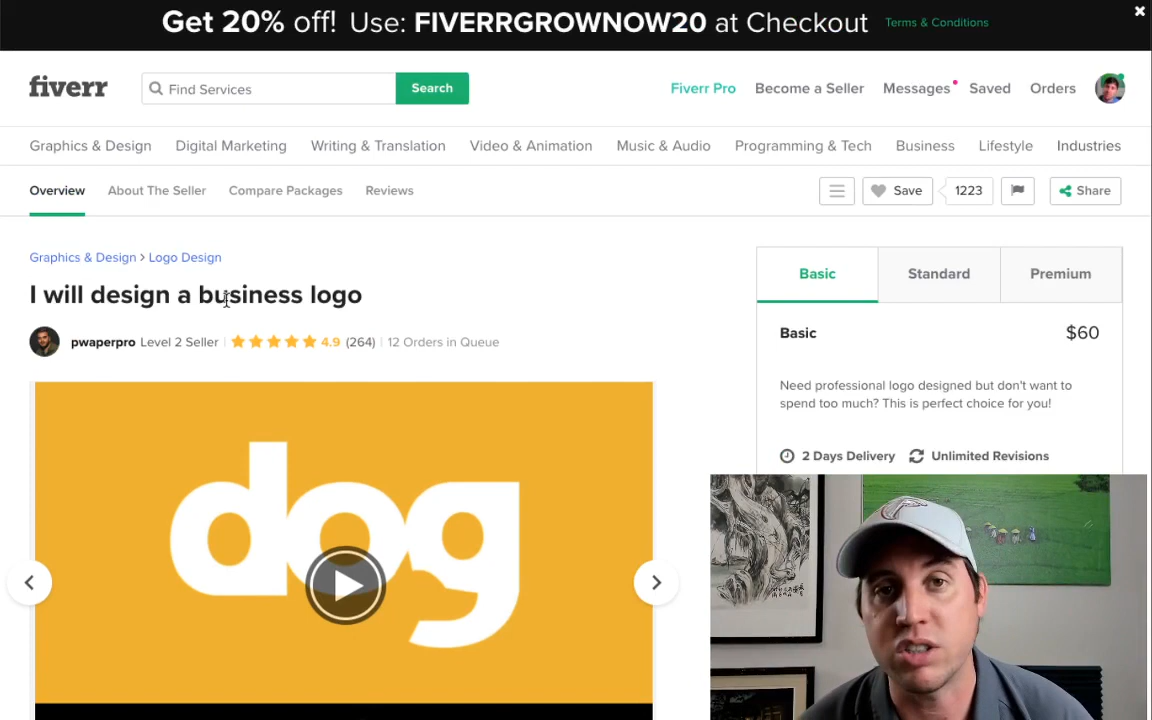 Get 20% off! Use: FIVERRGROWNOW20 at Checkout Terms & Conditions
fiverr Find Services Search Fiverr Pro Become a Seller Messages Saved Orders
Graphics & Design Digital Marketing Writing & Translation Video & Animation Music & Audio Programming & Tech Business Lifestyle Industries
Overview About The Seller Compare Packages Reviews Save 1223 Share
Graphics & Design > Logo Design
I will design a business logo
pwaperpro Level 2 Seller 4.9 (264) 12 Orders in Queue
dog
Basic Standard Premium
Basic $60
Need professional logo designed but don't want to
spend too much? This is perfect choice for you!
2 Days Delivery Unlimited Revisions